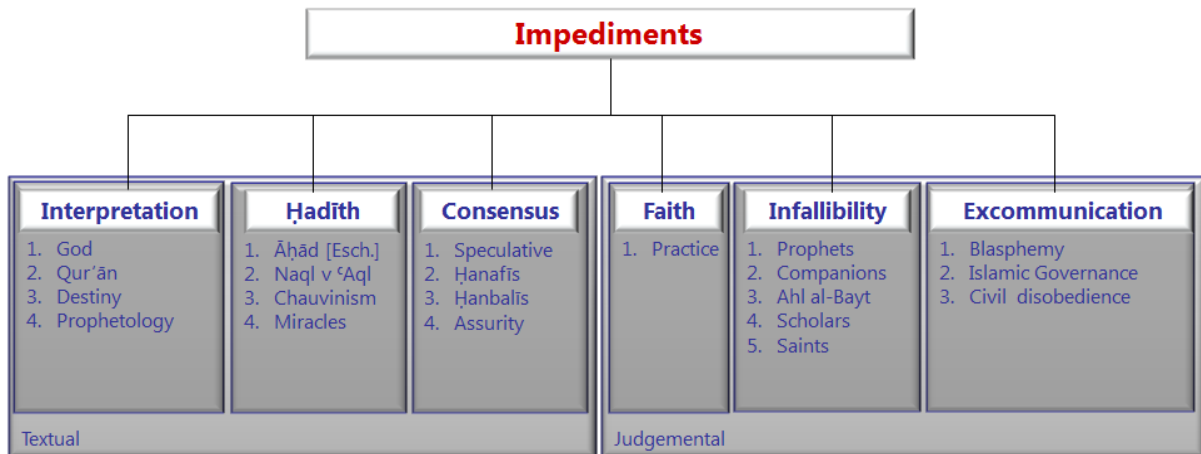 Impediments
Interpretation
1. God
2. Qurʼān
3. Destiny
4. Prophetology
Ḥadīth
1. Āḥād [Esch.]
2. Naql v ʿAql
3. Chauvinism
4. Miracles
Consensus
1. Speculative
2. Ḥanafīs
3. Ḥanbalīs
4. Assurity
Textual
Faith
1. Practice
Infallibility
1. Prophets
2. Companions
3. Ahl al-Bayt
4. Scholars
5. Saints
Excommunication
1. Blasphemy
2. Islamic Governance
3. Civil disobedience
Judgemental